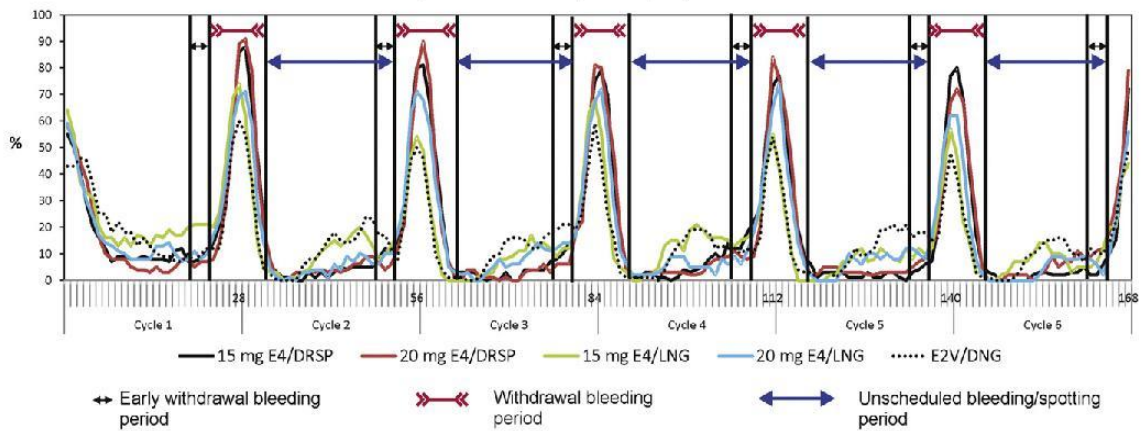 100
90
80
70
60
50
40
30
20
10
0
%
28 56 84 112 140 168
Cycle 1 Cycle 2 Cycle 3 Cycle 4 Cycle 5 Cycle 6
15 mg E4/DRSP 20 mg E4/DRSP 15 mg E4/LNG 20 mg E4/LNG E2V/DNG
Early withdrawal bleeding period
Withdrawal bleeding period
Unscheduled bleeding/spotting period